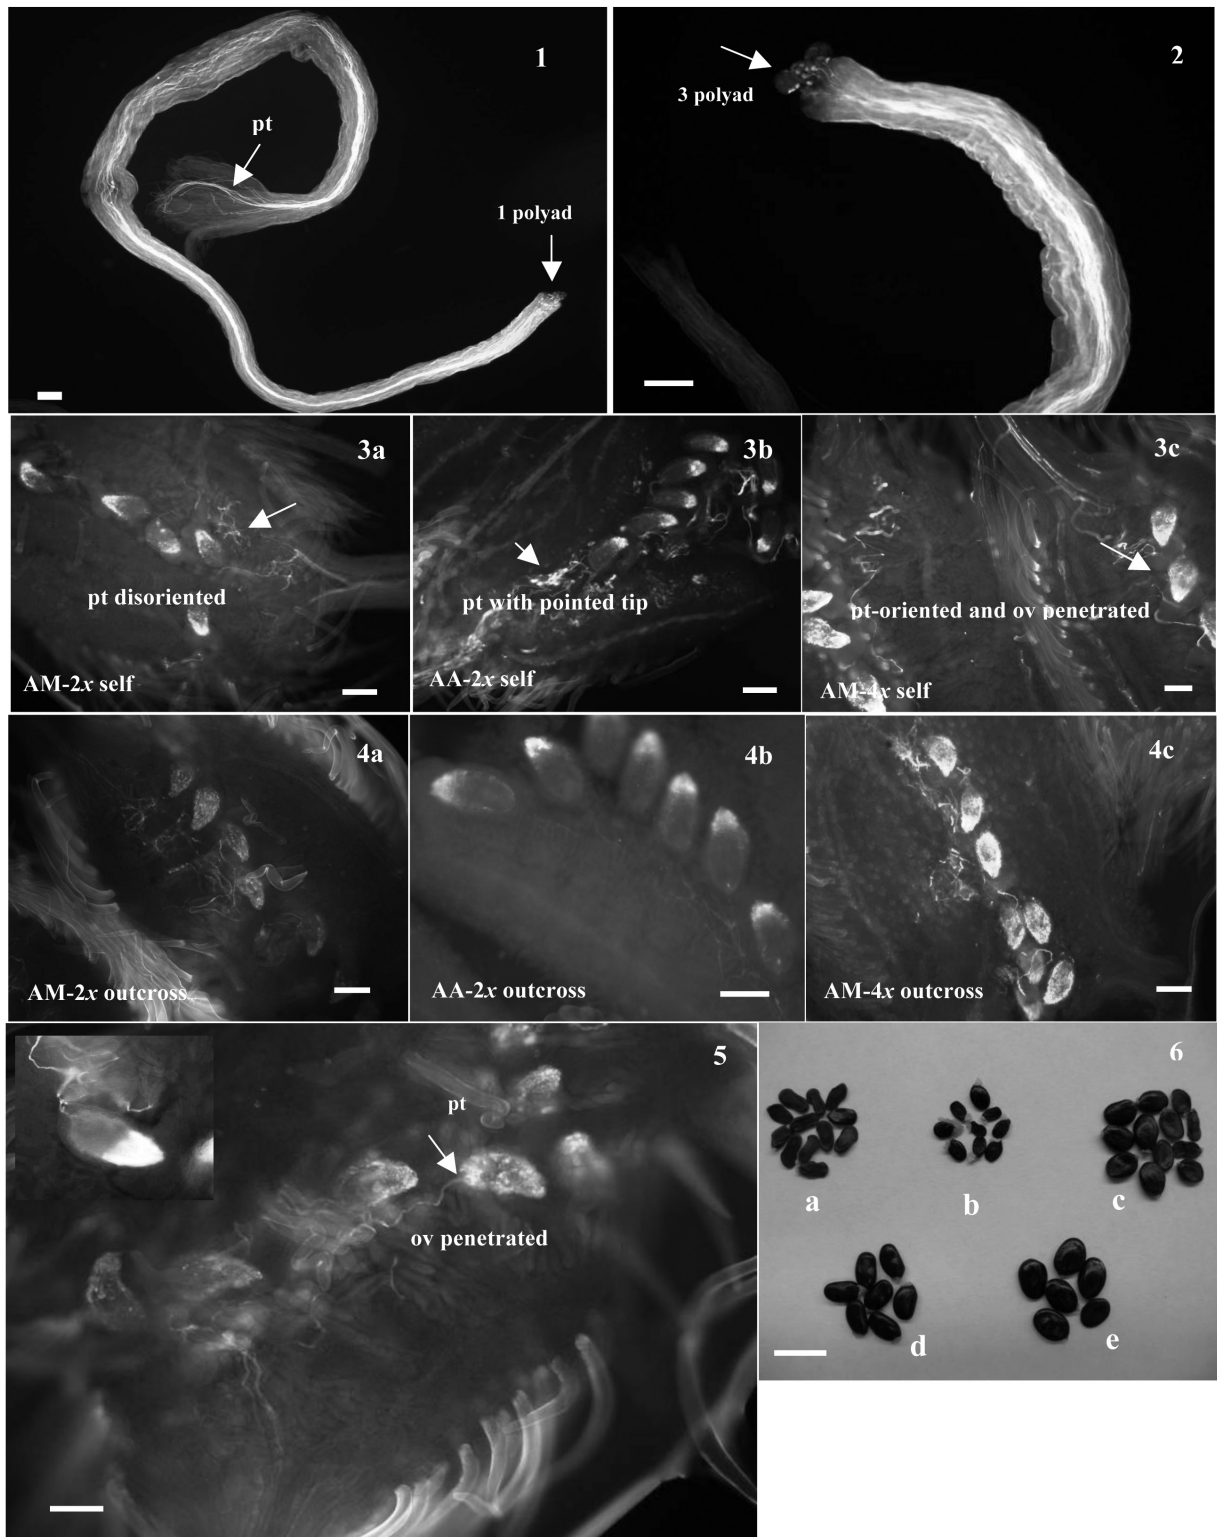 1
pt
1 polyad
2
3 polyad
3a
pt disoriented
AM-2x self
3b
pt with pointed tip
AA-2x self
3c
pt-oriented and ov penetrated
AM-4x self
4a
AM-2x outcross
4b
AA-2x outcross
4c
AM-4x outcross
5
pt
ov penetrated
6
a
b
c
d
e